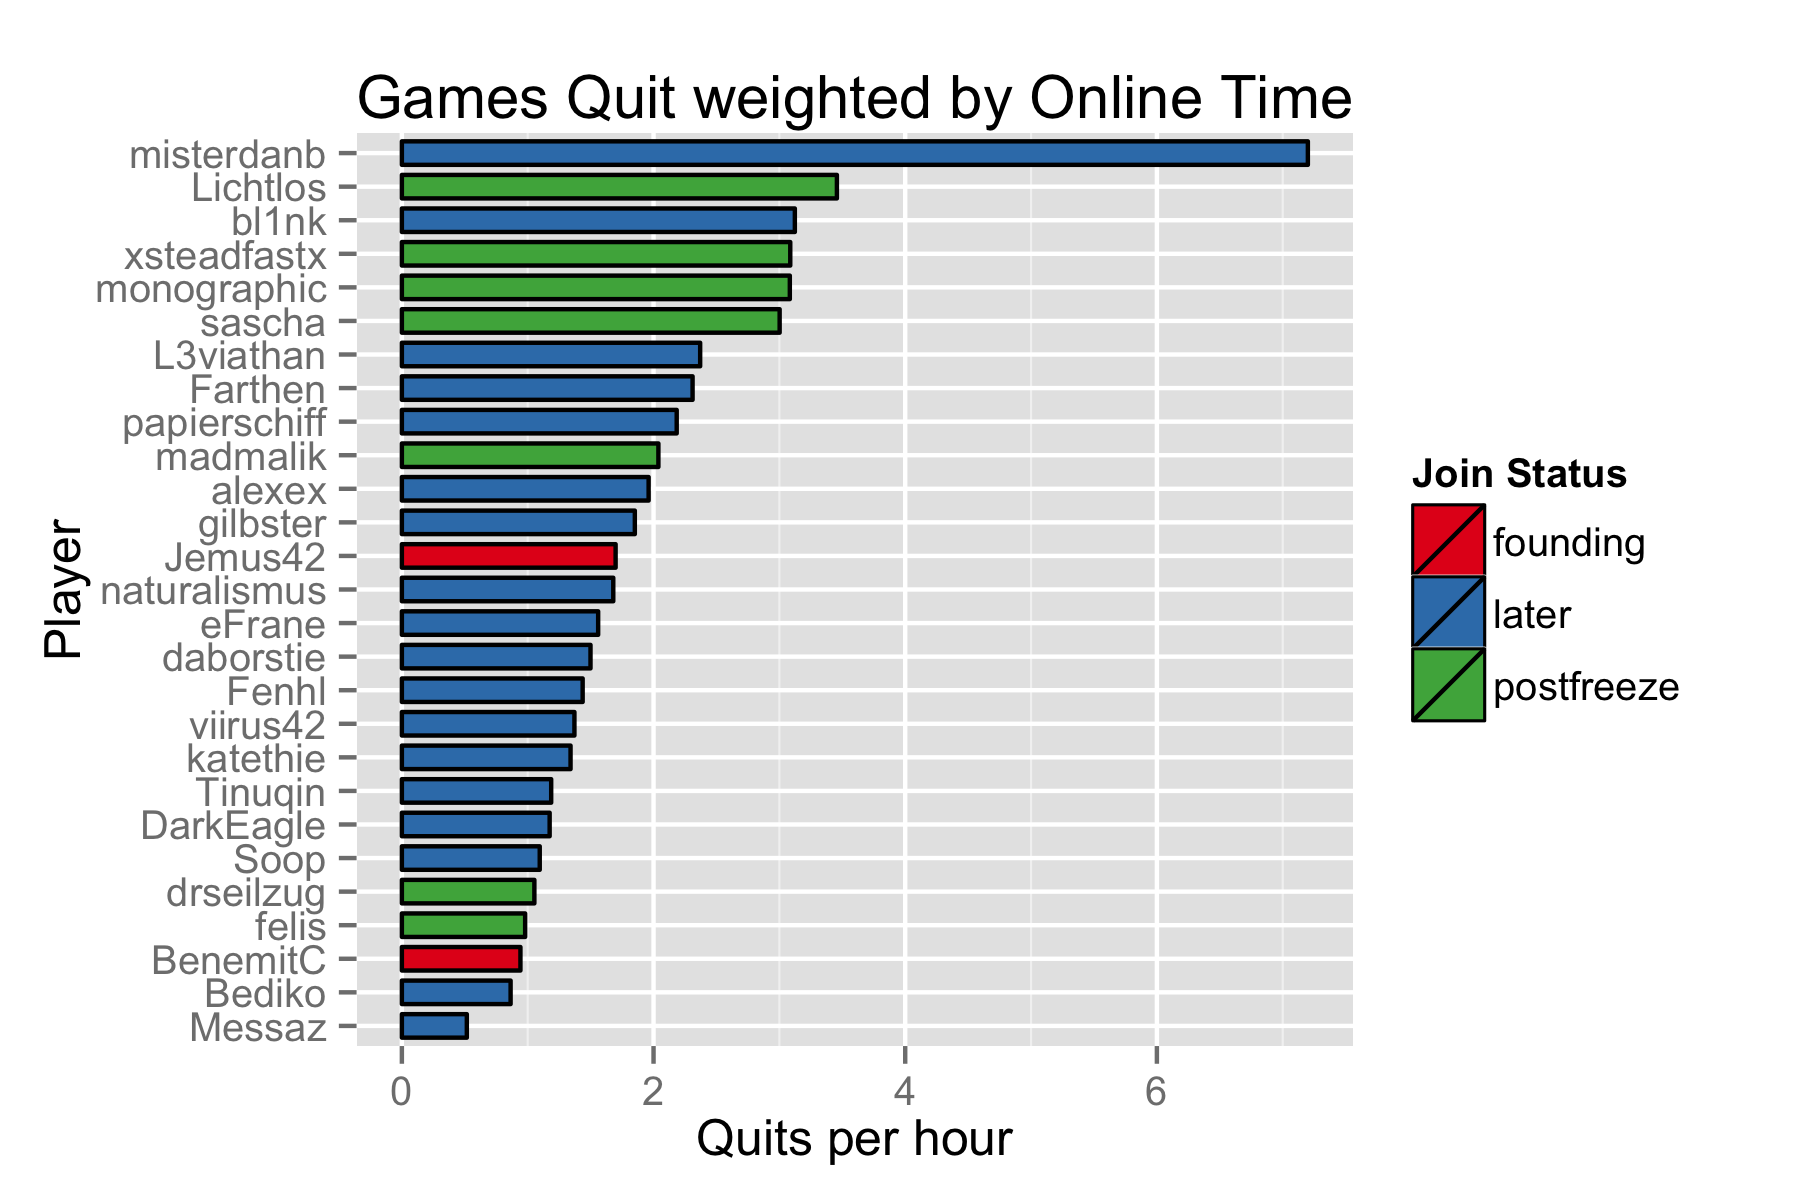 Games Quit weighted by Online Time
misterdanb
Lichtlos
bl1nk
xsteadfastx
monographic
sascha
L3viathan
Farthen
papierschiff
madmalik
alexex
gilbster
Jemus42
naturalismus
eFrane
daborstie
Fenhl
viirus42
katethie
Tinuqin
DarkEagle
Soop
drseilzug
felis
BenemitC
Bediko
Messaz
Player
0 2 4 6
Quits per hour
Join Status
founding
later
postfreeze